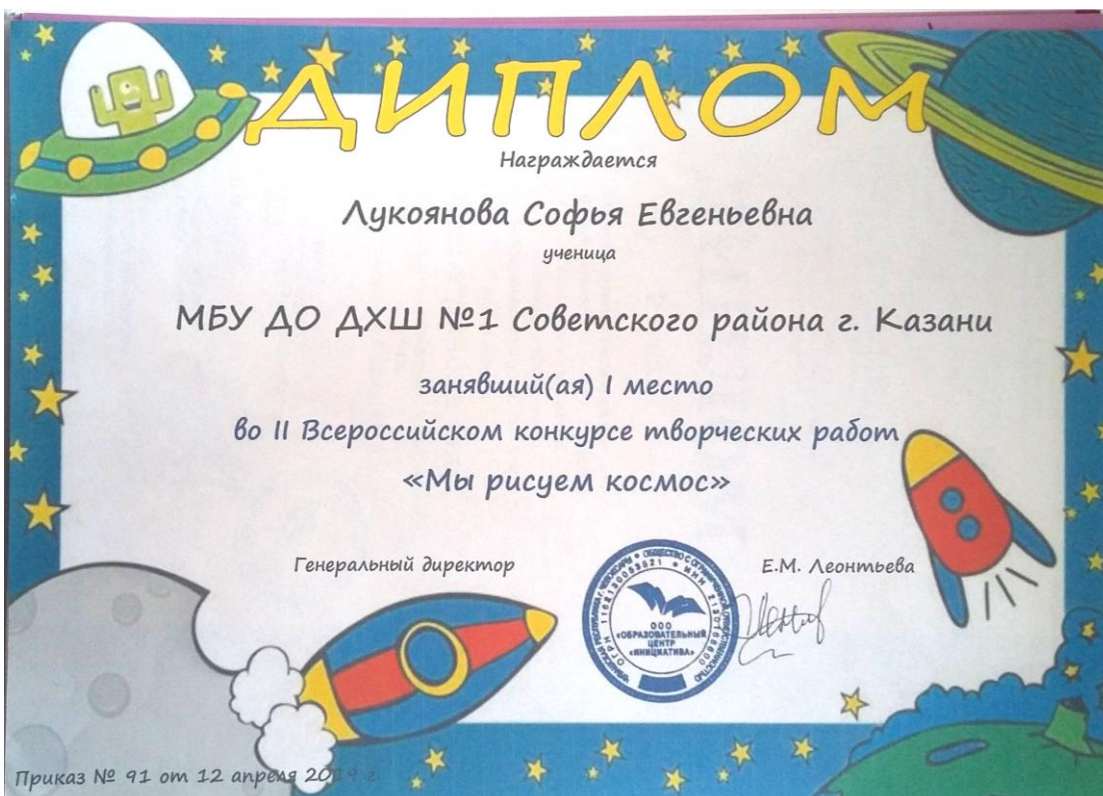 ДИПЛОМ
Награждается
Лукоянова Софья Евгеньевна
ученица
МБУ ДО ДХШ №1 Советского района г. Казани
занявший(ая) I место
во II Всероссийском конкурсе творческих работ
«Мы рисуем космос»
Генеральный директор
Е.М. Леонтьева
ООО
«ОБРАЗОВАТЕЛЬНЫЙ
ЦЕНТР
«ИНИЦИАТИВА»
Приказ № 91 от 12 апреля 2019 г.